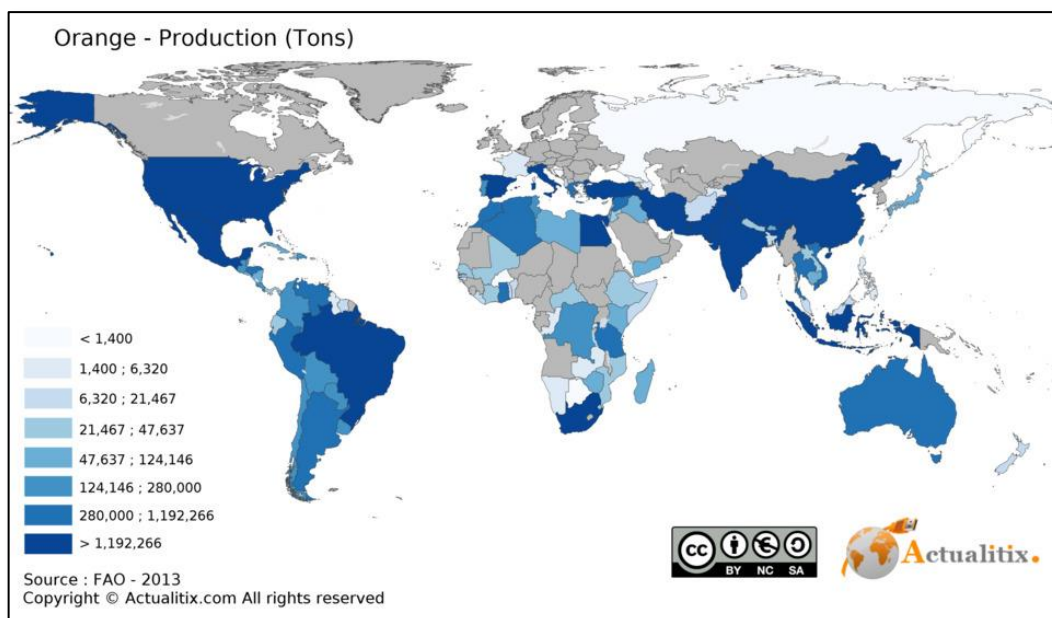 Orange - Production (Tons)
< 1,400
1,400 ; 6,320
6,320 ; 21,467
21,467 ; 47,637
47,637 ; 124,146
124,146 ; 280,000
280,000 ; 1,192,266
> 1,192,266
Source : FAO - 2013
Copyright © Actualitix.com All rights reserved
cc
BY NC SA
Actualitix.